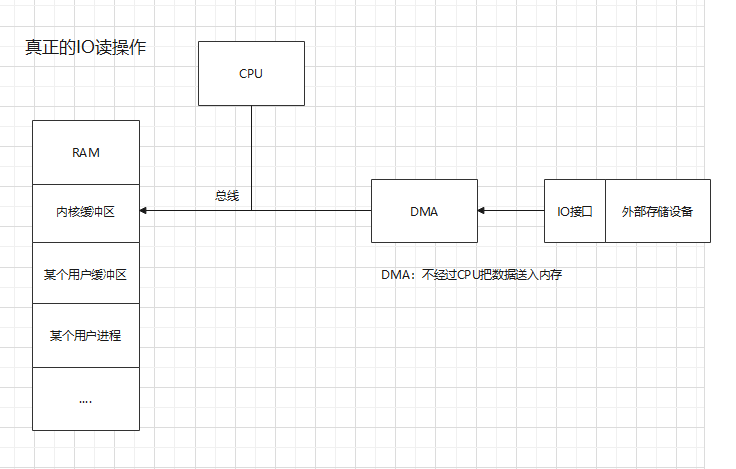 真正的IO读操作
CPU
RAM
总线
内核缓冲区
DMA
IO接口
外部存储设备
某个用户缓冲区
DMA：不经过CPU把数据送入内存
某个用户进程
....